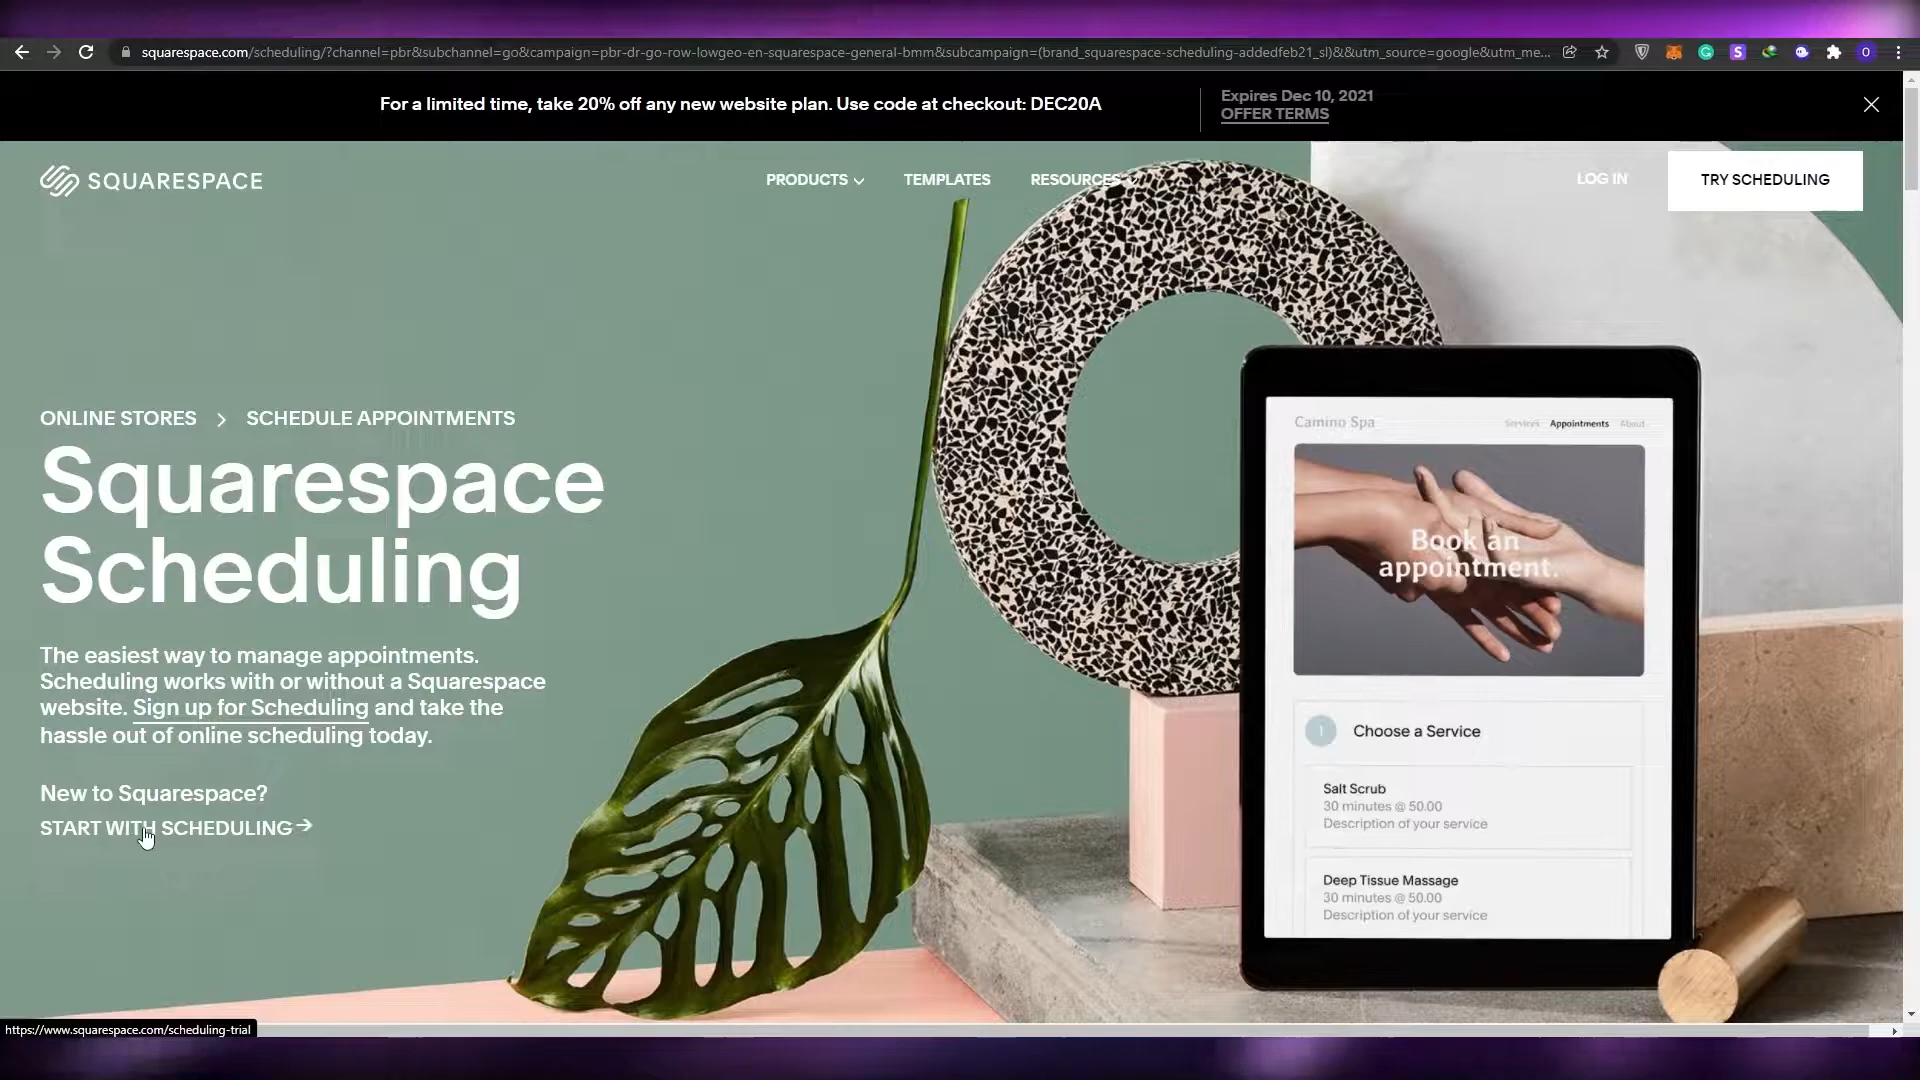 squarespace.com/scheduling/?channel=pbr&subchannel=go&campaign=pbr-dr-go-row-lowgeo-en-squarespace-general-bmm&subcampaign=(brand_squarespace-scheduling-addedfeb21_sl)&&utm_source=google&utm_me...
For a limited time, take 20% off any new website plan. Use code at checkout: DEC20A
Expires Dec 10, 2021
OFFER TERMS
SQUARESPACE
PRODUCTS
TEMPLATES
RESOURCES
LOG IN
TRY SCHEDULING
ONLINE STORES > SCHEDULE APPOINTMENTS
Squarespace
Scheduling
The easiest way to manage appointments.
Scheduling works with or without a Squarespace
website. Sign up for Scheduling and take the
hassle out of online scheduling today.
New to Squarespace?
START WITH SCHEDULING →
Camino Spa
Services Appointments About
Book an
appointment.
1 Choose a Service
Salt Scrub
30 minutes @ 50.00
Description of your service
Deep Tissue Massage
30 minutes @ 50.00
Description of your service
https://www.squarespace.com/scheduling-trial